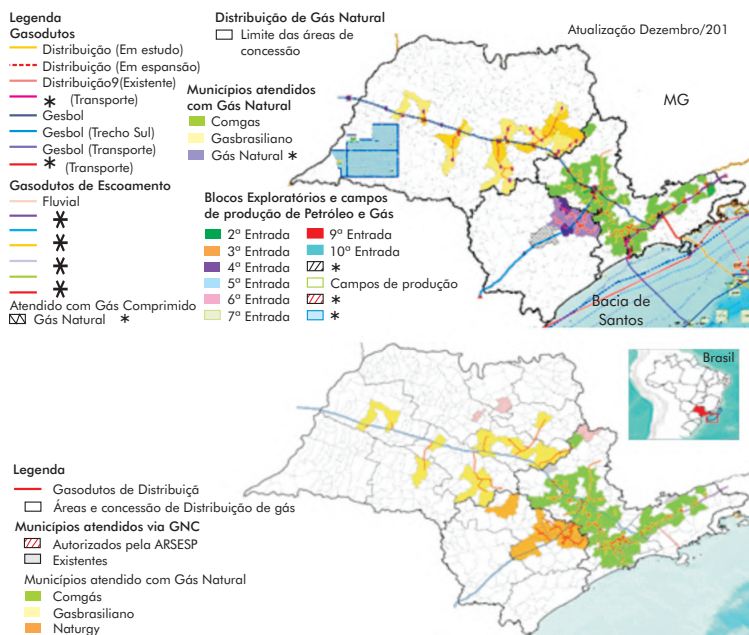 Legenda
Gasodutos
Distribuição (Em estudo)
Distribuição (Em espansão)
Distribuição9(Existente)
* (Transporte)
Gesbol
Gesbol (Trecho Sul)
Gesbol (Transporte)
* (Transporte)
Gasodutos de Escoamento
Fluvial
*
*
*
Atendido com Gás Comprimido
Gás Natural *
Distribuição de Gás Natural
Limite das áreas de
concessão
Municípios atendidos
com Gás Natural
Comgas
Gasbrasiliano
Gás Natural *
Blocos Exploratórios e campos
de produção de Petróleo e Gás
2ª Entrada
3ª Entrada
4ª Entrada
5ª Entrada
6ª Entrada
7ª Entrada
9ª Entrada
10ª Entrada
*
Campos de produção
*
*
Atualização Dezembro/201
MG
Bacia de
Santos
Brasil
Legenda
Gasodutos de Distribuiçã
Áreas e concessão de Distribuição de gás
Municípios atendidos via GNC
Autorizados pela ARSESP
Existentes
Municípios atendido com Gás Natural
Comgás
Gasbrasiliano
Naturgy